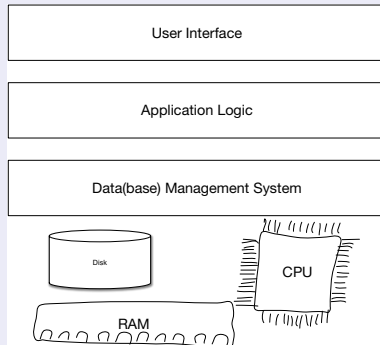 User Interface
Application Logic
Data(base) Management System
Disk
CPU
RAM